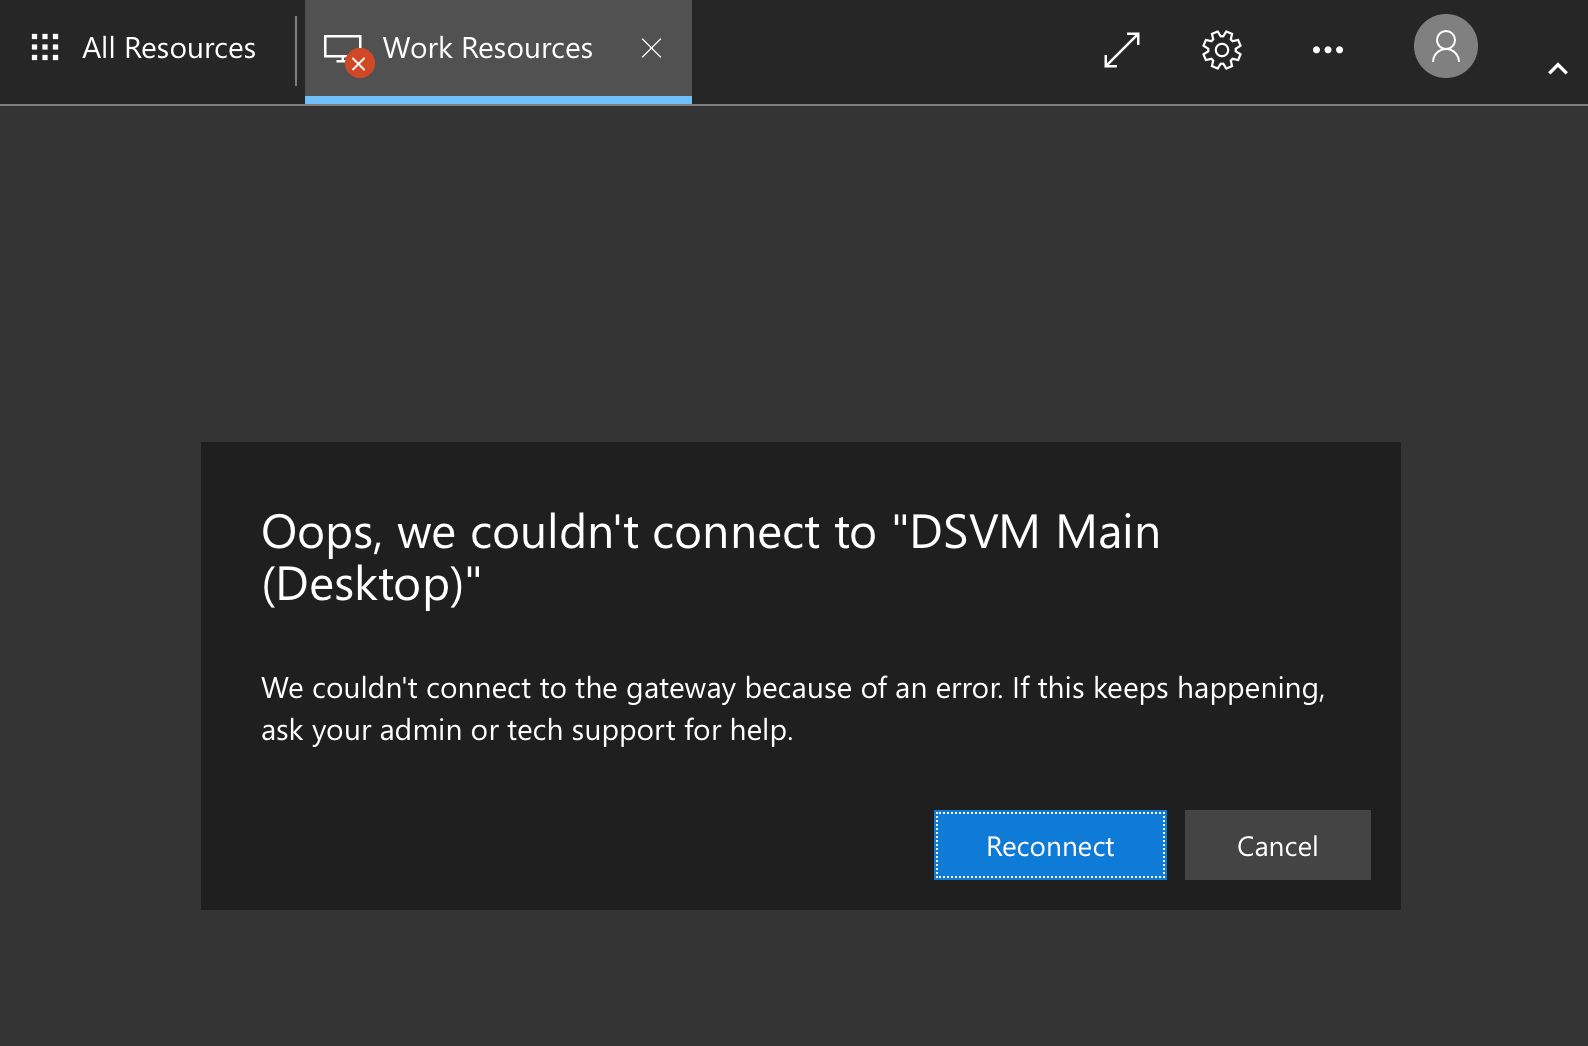 All Resources
Work Resources
Oops, we couldn't connect to "DSVM Main
(Desktop)"
We couldn't connect to the gateway because of an error. If this keeps happening,
ask your admin or tech support for help.
Reconnect
Cancel